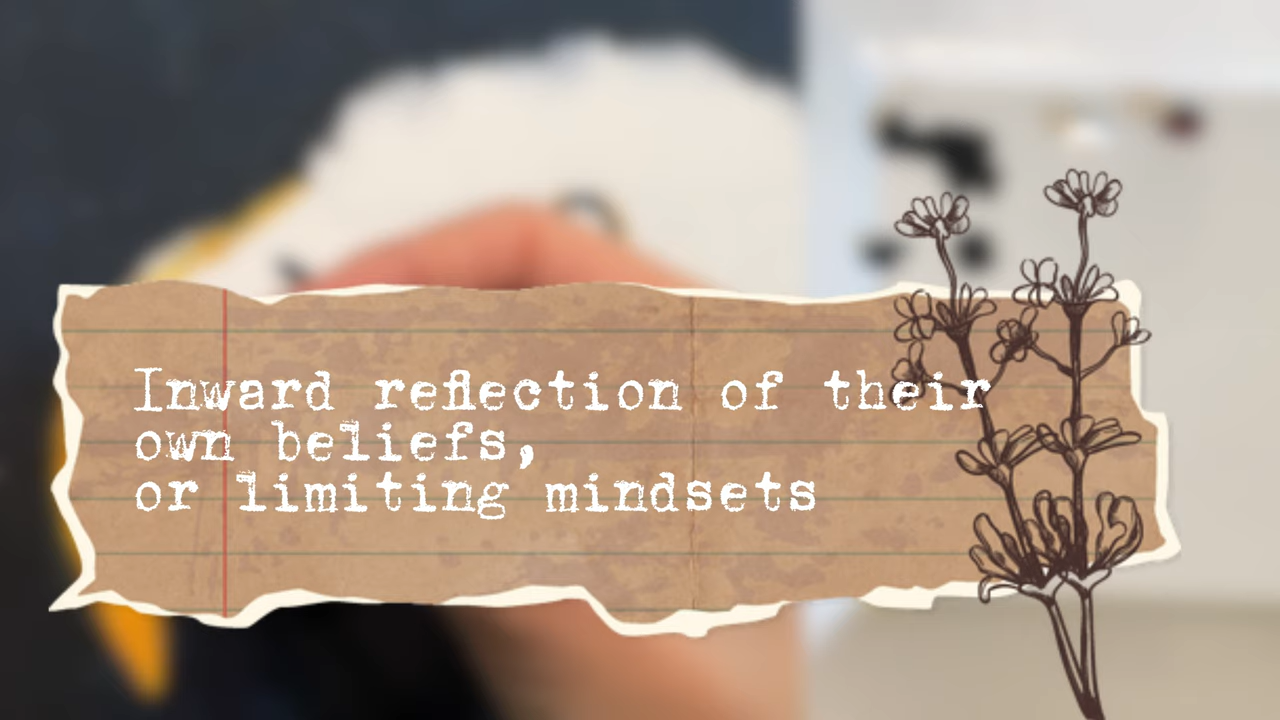 Inward reflection of their
own beliefs,
or limiting mindsets